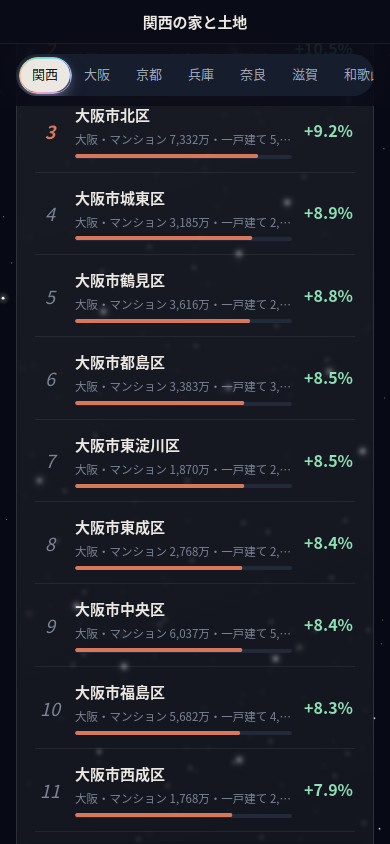 関西の家と土地
2
+10.5%
関西 大阪 京都 兵庫 奈良 滋賀 和歌
3
大阪市北区
大阪・マンション 7,332万・一戸建て 5,…
+9.2%
4
大阪市城東区
大阪・マンション 3,185万・一戸建て 2,…
+8.9%
5
大阪市鶴見区
大阪・マンション 3,616万・一戸建て 2,…
+8.8%
6
大阪市都島区
大阪・マンション 3,383万・一戸建て 3,…
+8.5%
7
大阪市東淀川区
大阪・マンション 1,870万・一戸建て 2,…
+8.5%
8
大阪市東成区
大阪・マンション 2,768万・一戸建て 2,…
+8.4%
9
大阪市中央区
大阪・マンション 6,037万・一戸建て 5,…
+8.4%
10
大阪市福島区
大阪・マンション 5,682万・一戸建て 4,…
+8.3%
11
大阪市西成区
大阪・マンション 1,768万・一戸建て 2,…
+7.9%